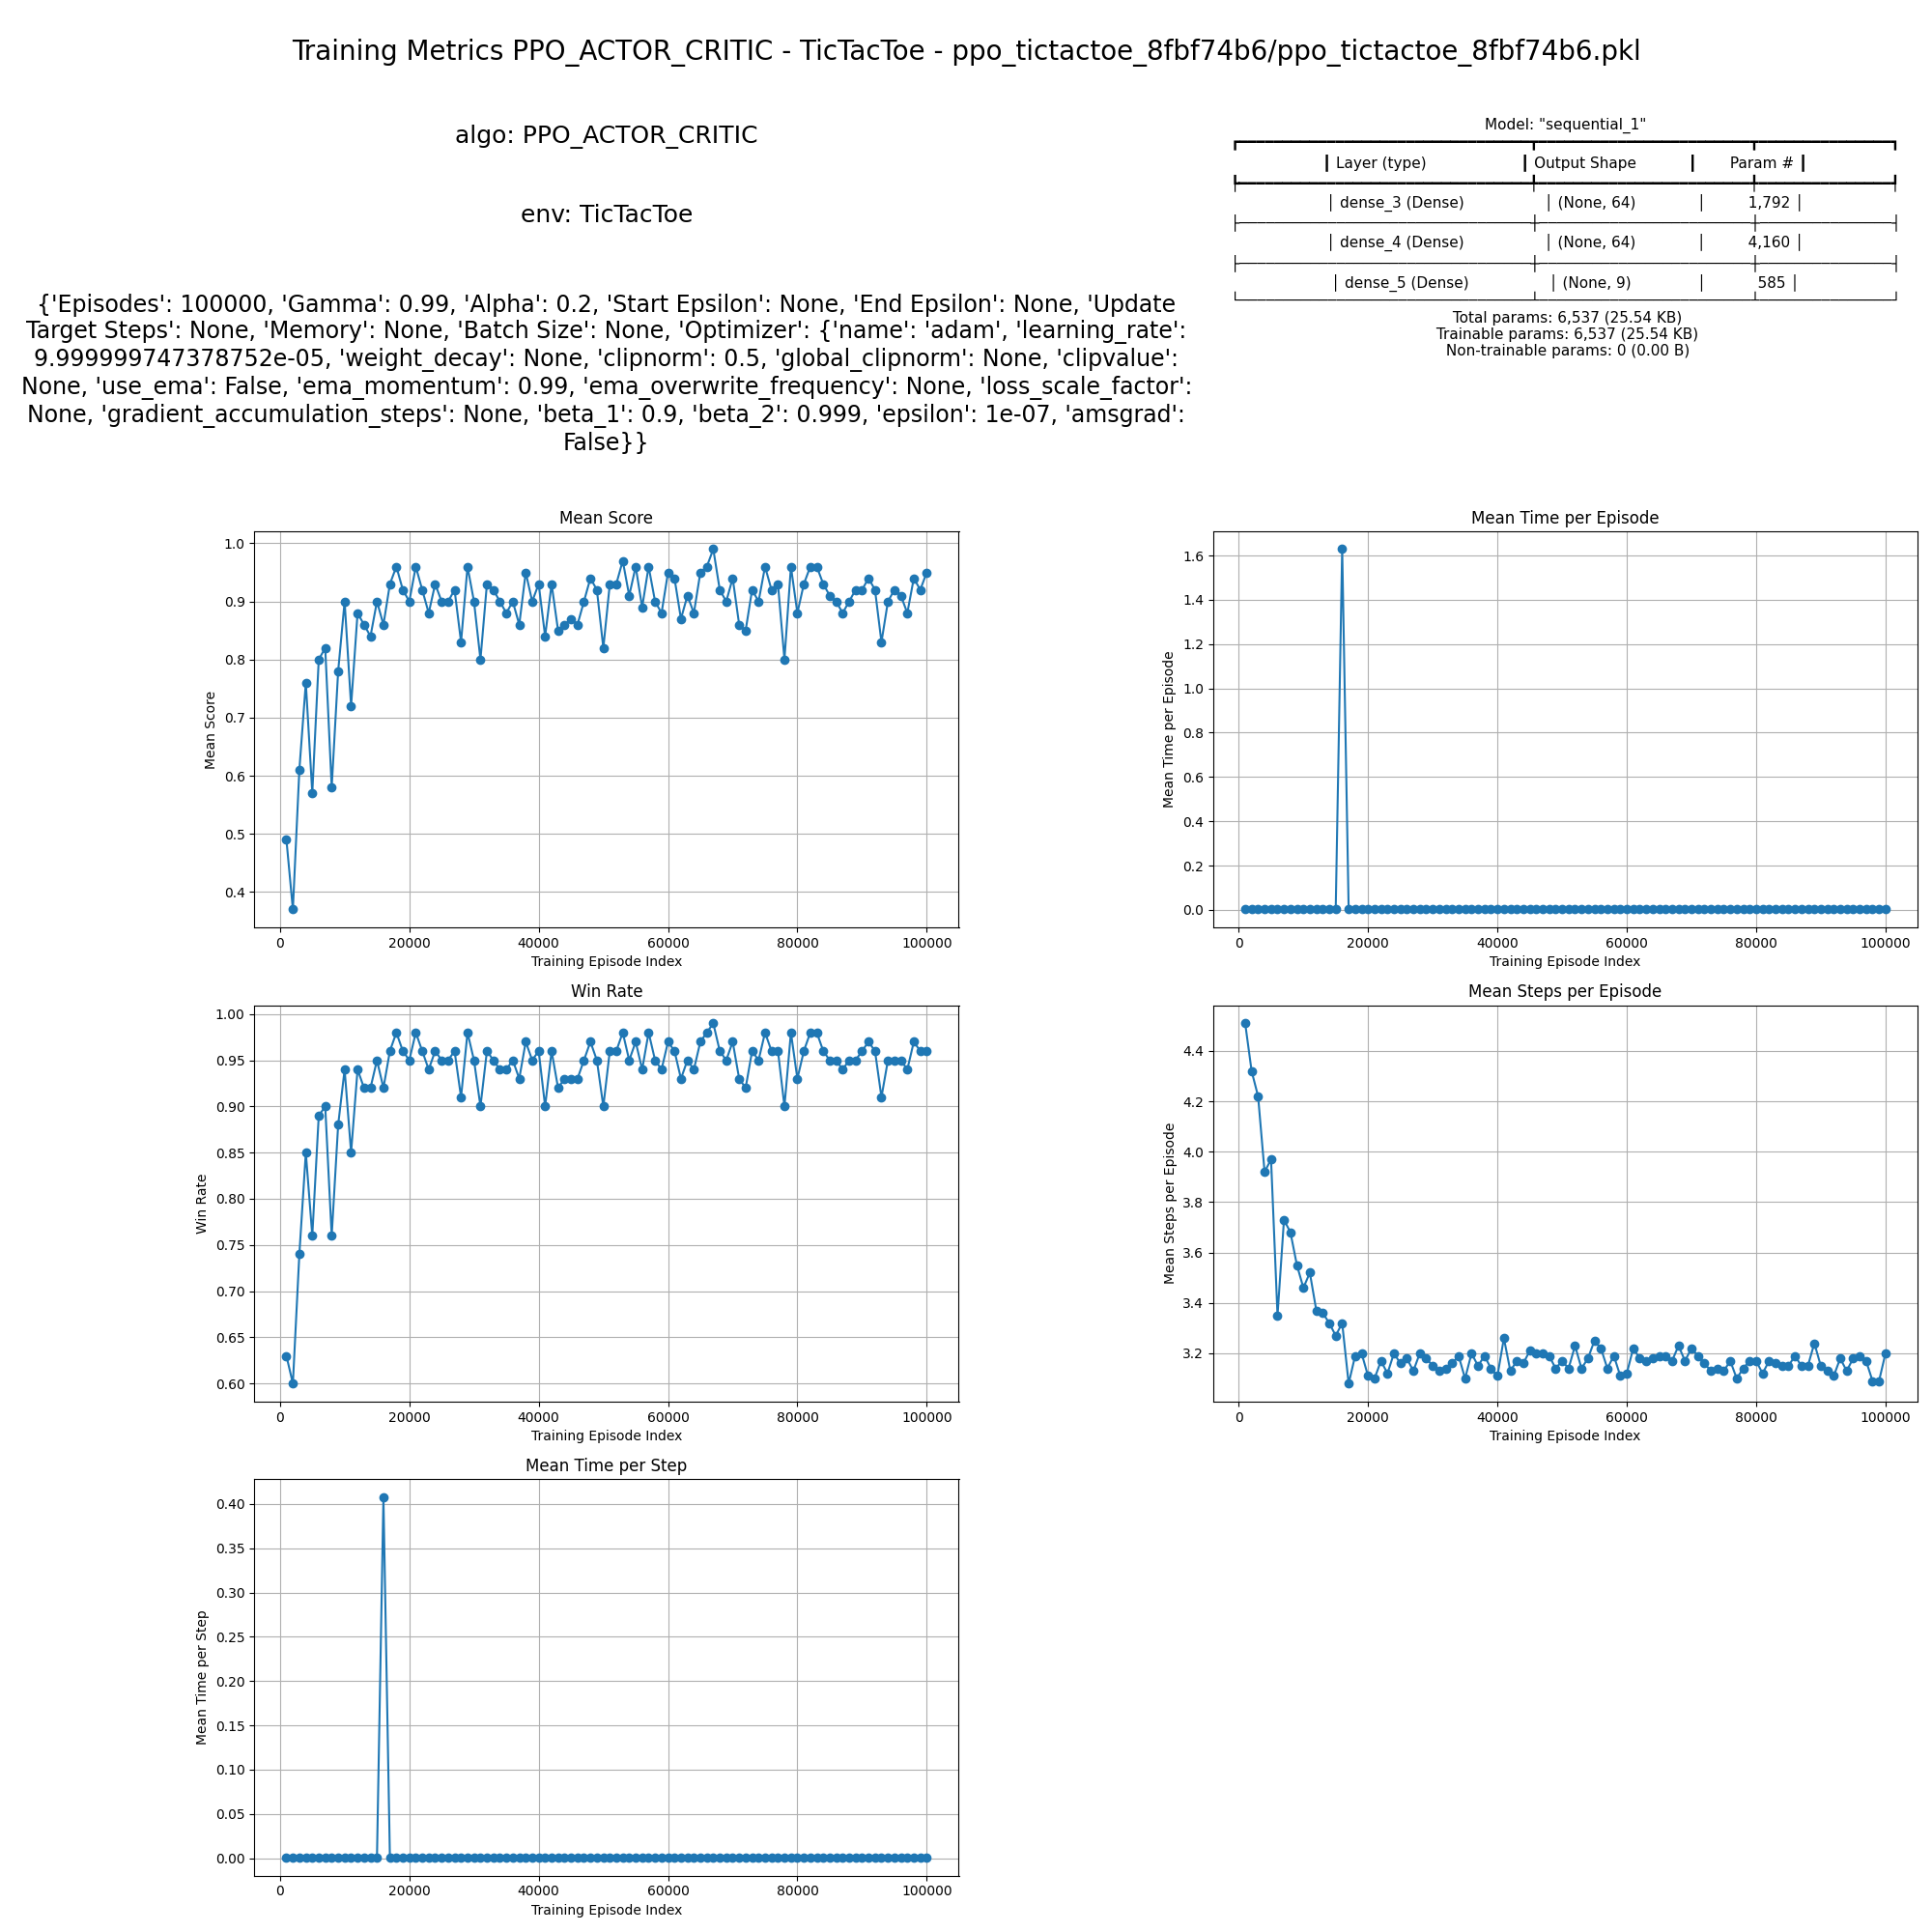 Training Metrics PPO_ACTOR_CRITIC - TicTacToe - ppo_tictactoe_8fbf74b6/ppo_tictactoe_8fbf74b6.pkl
algo: PPO_ACTOR_CRITIC
env: TicTacToe
{'Episodes': 100000, 'Gamma': 0.99, 'Alpha': 0.2, 'Start Epsilon': None, 'End Epsilon': None, 'Update
Target Steps': None, 'Memory': None, 'Batch Size': None, 'Optimizer': {'name': 'adam', 'learning_rate':
9.999999747378752e-05, 'weight_decay': None, 'clipnorm': 0.5, 'global_clipnorm': None, 'clipvalue':
None, 'use_ema': False, 'ema_momentum': 0.99, 'ema_overwrite_frequency': None, 'loss_scale_factor':
None, 'gradient_accumulation_steps': None, 'beta_1': 0.9, 'beta_2': 0.999, 'epsilon': 1e-07, 'amsgrad':
False}}
Model: "sequential_1"
Layer (type) Output Shape Param #
dense_3 (Dense) (None, 64) 1,792
dense_4 (Dense) (None, 64) 4,160
dense_5 (Dense) (None, 9) 585
Total params: 6,537 (25.54 KB)
Trainable params: 6,537 (25.54 KB)
Non-trainable params: 0 (0.00 B)
Mean Score
Mean Score
1.0
0.9
0.8
0.7
0.6
0.5
0.4
0 20000 40000 60000 80000 100000
Training Episode Index
Mean Time per Episode
Mean Time per Episode
1.6
1.4
1.2
1.0
0.8
0.6
0.4
0.2
0.0
0 20000 40000 60000 80000 100000
Training Episode Index
Win Rate
Win Rate
1.00
0.95
0.90
0.85
0.80
0.75
0.70
0.65
0.60
0 20000 40000 60000 80000 100000
Training Episode Index
Mean Steps per Episode
Mean Steps per Episode
4.4
4.2
4.0
3.8
3.6
3.4
3.2
0 20000 40000 60000 80000 100000
Training Episode Index
Mean Time per Step
Mean Time per Step
0.40
0.35
0.30
0.25
0.20
0.15
0.10
0.05
0.00
0 20000 40000 60000 80000 100000
Training Episode Index